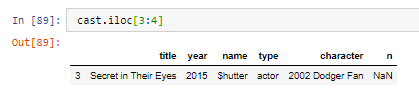 In [89]: cast.iloc[3:4]
Out[89]:
title year name type character n
3 Secret in Their Eyes 2015 $hutter actor 2002 Dodger Fan NaN